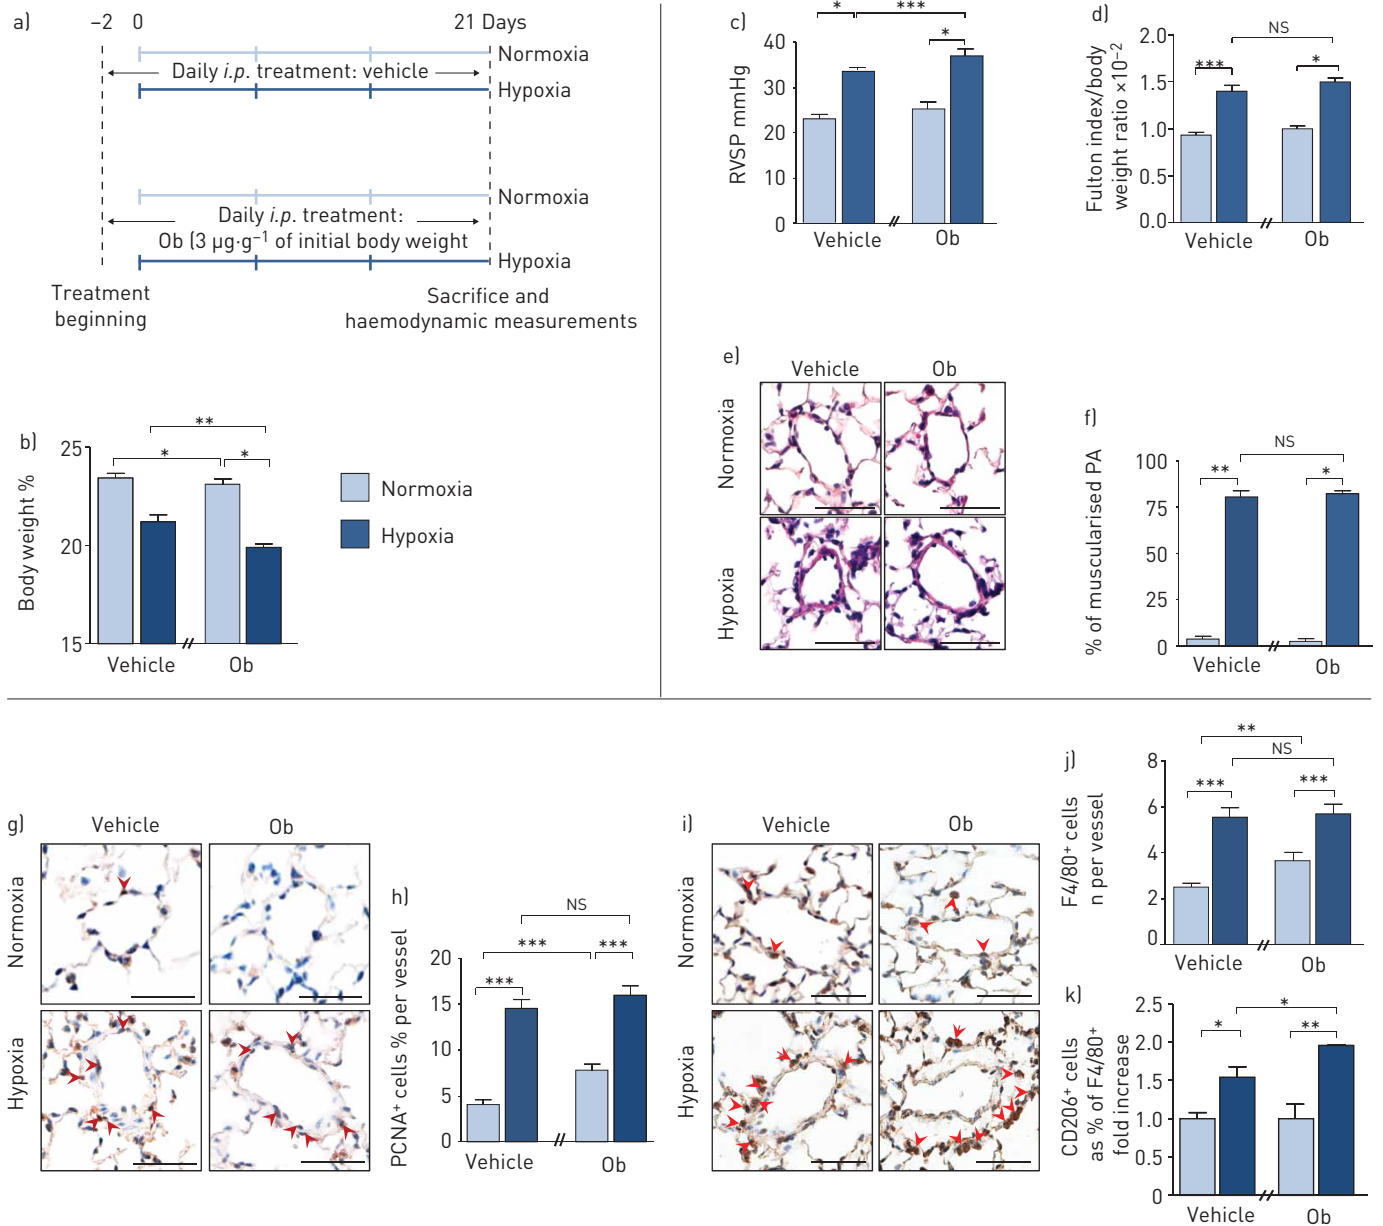 a)
−2
0
21 Days
Normoxia
Daily i.p. treatment: vehicle
Hypoxia
Normoxia
Daily i.p. treatment:
Ob (3 µg·g−1 of initial body weight
Hypoxia
Treatment
beginning
Sacrifice and
haemodynamic measurements
b)
**
*
*
25
20
15
Body weight %
Vehicle
Ob
Normoxia
Hypoxia
c)
*
***
*
40
30
20
10
0
RVSP mmHg
Vehicle
Ob
d)
NS
***
*
2.0
1.5
1.0
0.5
0.0
Fulton index/body
weight ratio ×10−2
Vehicle
Ob
e)
Vehicle
Ob
Normoxia
Hypoxia
f)
NS
**
*
100
75
50
25
0
% of muscularised PA
Vehicle
Ob
g)
Vehicle
Ob
Normoxia
Hypoxia
h)
NS
***
***
***
20
15
10
5
0
PCNA+ cells % per vessel
Vehicle
Ob
i)
Vehicle
Ob
Normoxia
Hypoxia
j)
**
NS
***
***
8
6
4
2
0
F4/80+ cells
n per vessel
Vehicle
Ob
k)
*
*
**
2.5
2.0
1.5
1.0
0.5
0
CD206+ cells
as % of F4/80+
fold increase
Vehicle
Ob